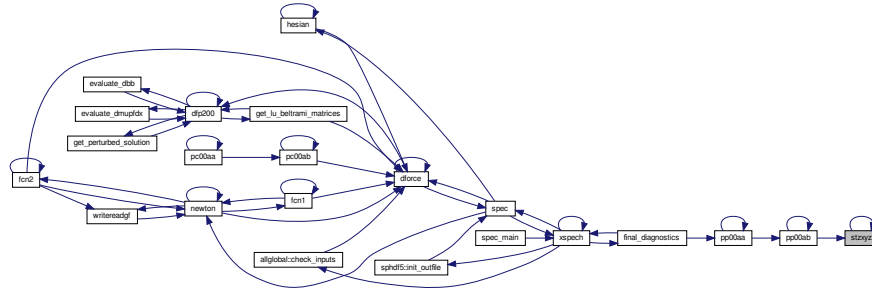 hesian
evaluate_dbb
evaluate_dmupfdx
dfp200
get_lu_beltrami_matrices
get_perturbed_solution
pc00aa
pc00ab
fcn2
dforce
newton
fcn1
writereadgf
spec
spec_main
xspech
final_diagnostics
pp00aa
pp00ab
stzxyz
allglobal::check_inputs
sphdf5::init_outfile